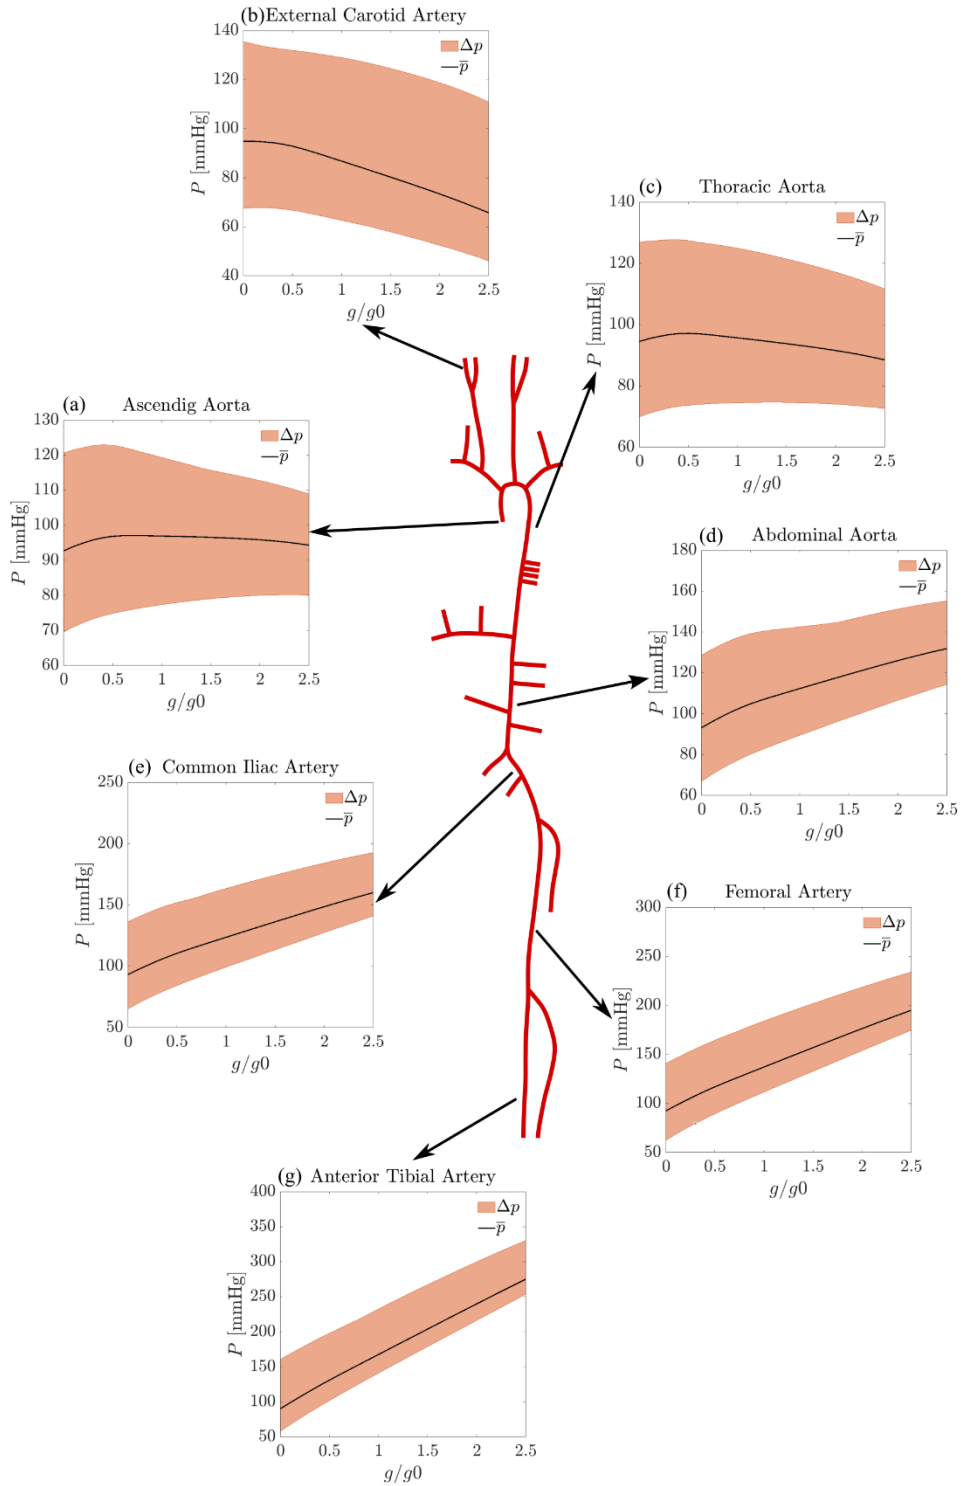 (b)External Carotid Artery
140
120
100
80
60
40
P [mmHg]
Δp
p̅
0 0.5 1 1.5 2 2.5
g/g0
(c) Thoracic Aorta
140
120
100
80
60
P [mmHg]
Δp
p̅
0 0.5 1 1.5 2 2.5
g/g0
(a) Ascendig Aorta
130
120
110
100
90
80
70
60
P [mmHg]
Δp
p̅
0 0.5 1 1.5 2 2.5
g/g0
(d) Abdominal Aorta
180
160
140
120
100
80
60
P [mmHg]
Δp
p̅
0 0.5 1 1.5 2 2.5
g/g0
(e) Common Iliac Artery
250
200
150
100
50
P [mmHg]
Δp
p̅
0 0.5 1 1.5 2 2.5
g/g0
(f) Femoral Artery
300
250
200
150
100
50
P [mmHg]
Δp
p̅
0 0.5 1 1.5 2 2.5
g/g0
(g) Anterior Tibial Artery
400
350
300
250
200
150
100
50
P [mmHg]
Δp
p̅
0 0.5 1 1.5 2 2.5
g/g0